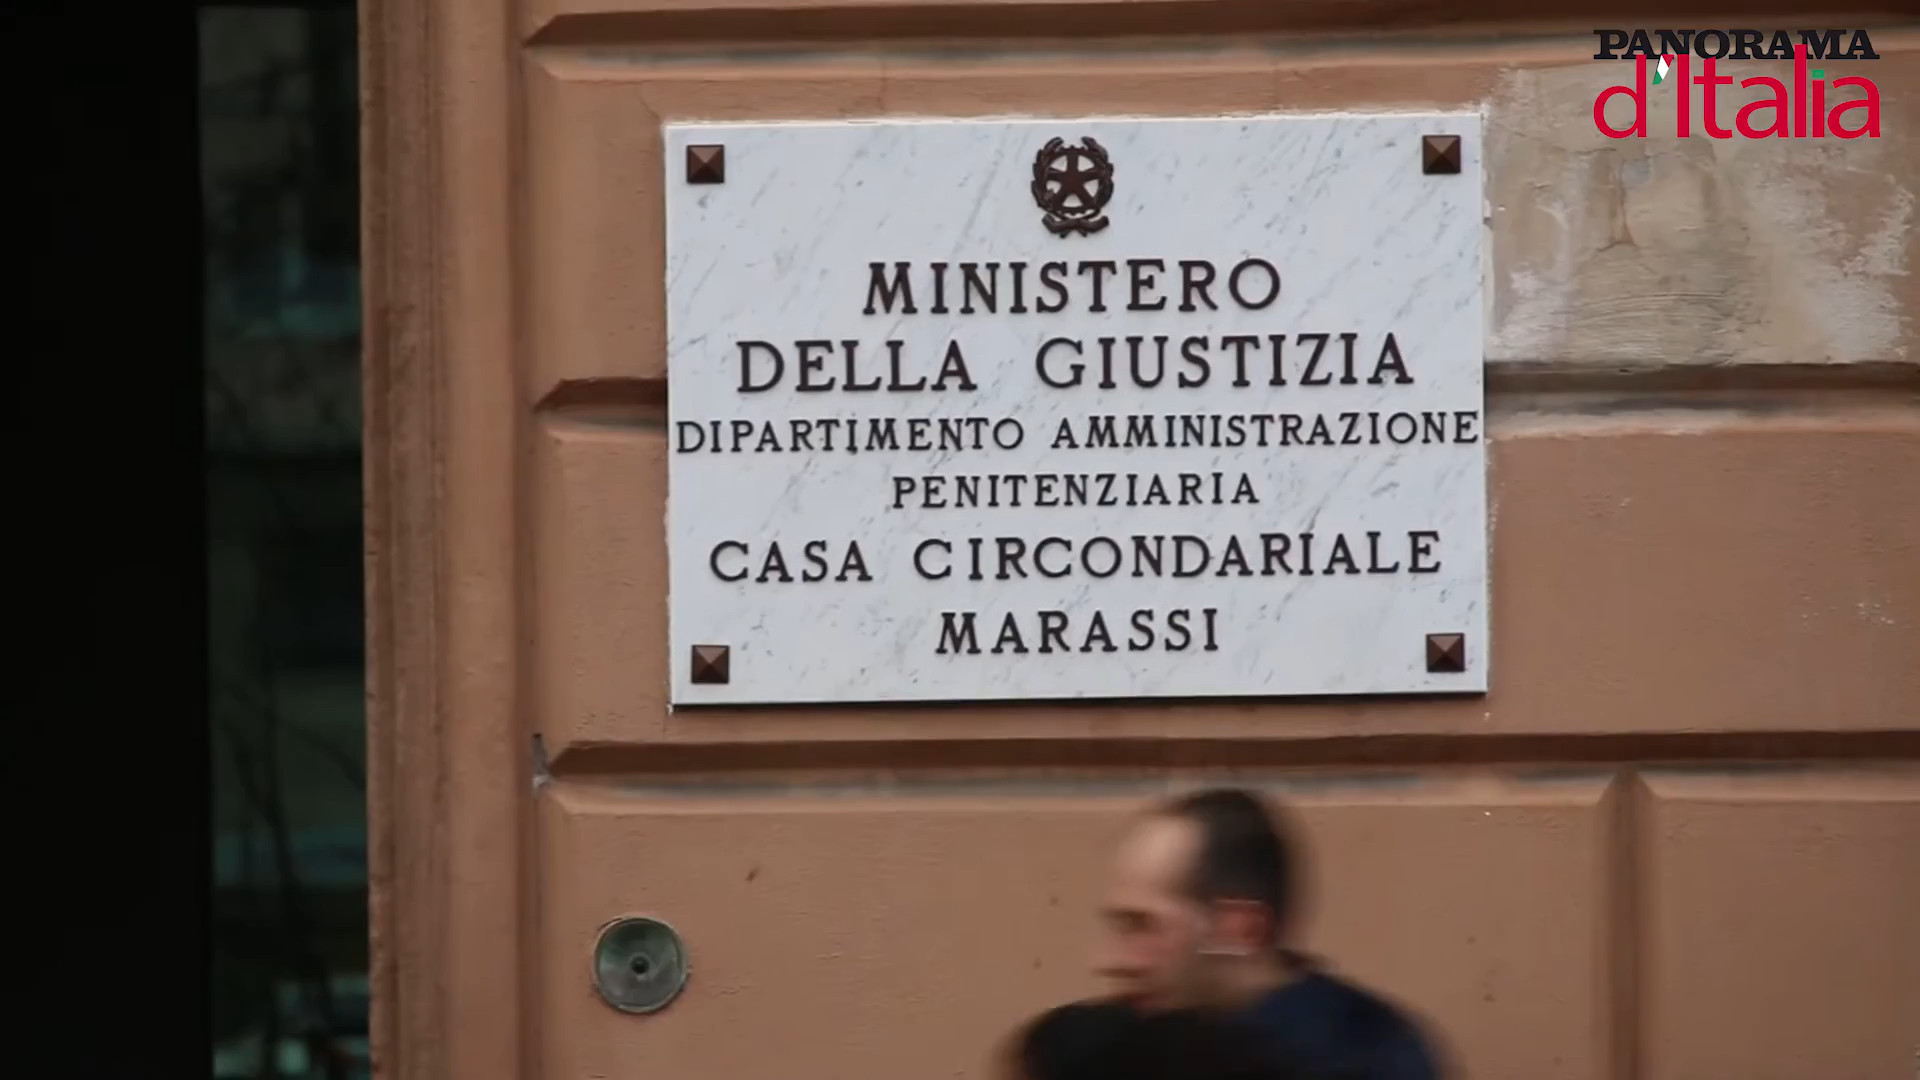 PANORAMA
d'Italia
MINISTERO
DELLA GIUSTIZIA
DIPARTIMENTO AMMINISTRAZIONE
PENITENZIARIA
CASA CIRCONDARIALE
MARASSI